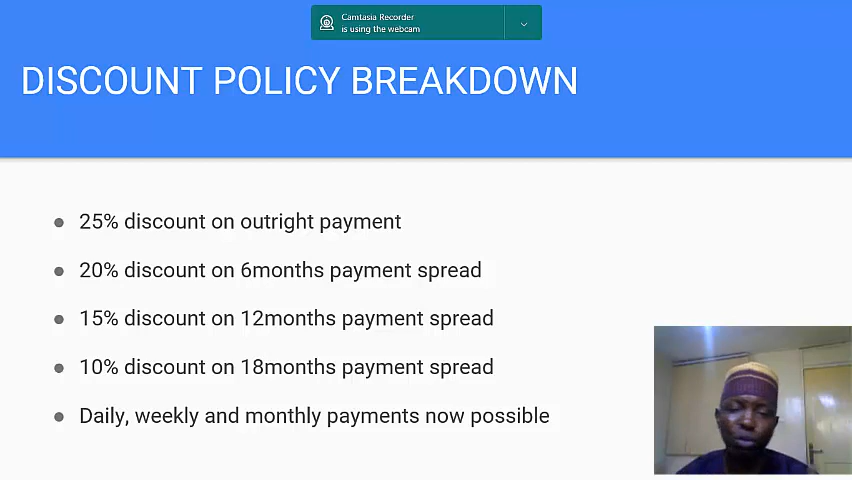 Camtasia Recorder
is using the webcam
DISCOUNT POLICY BREAKDOWN
25% discount on outright payment
20% discount on 6months payment spread
15% discount on 12months payment spread
10% discount on 18months payment spread
Daily, weekly and monthly payments now possible